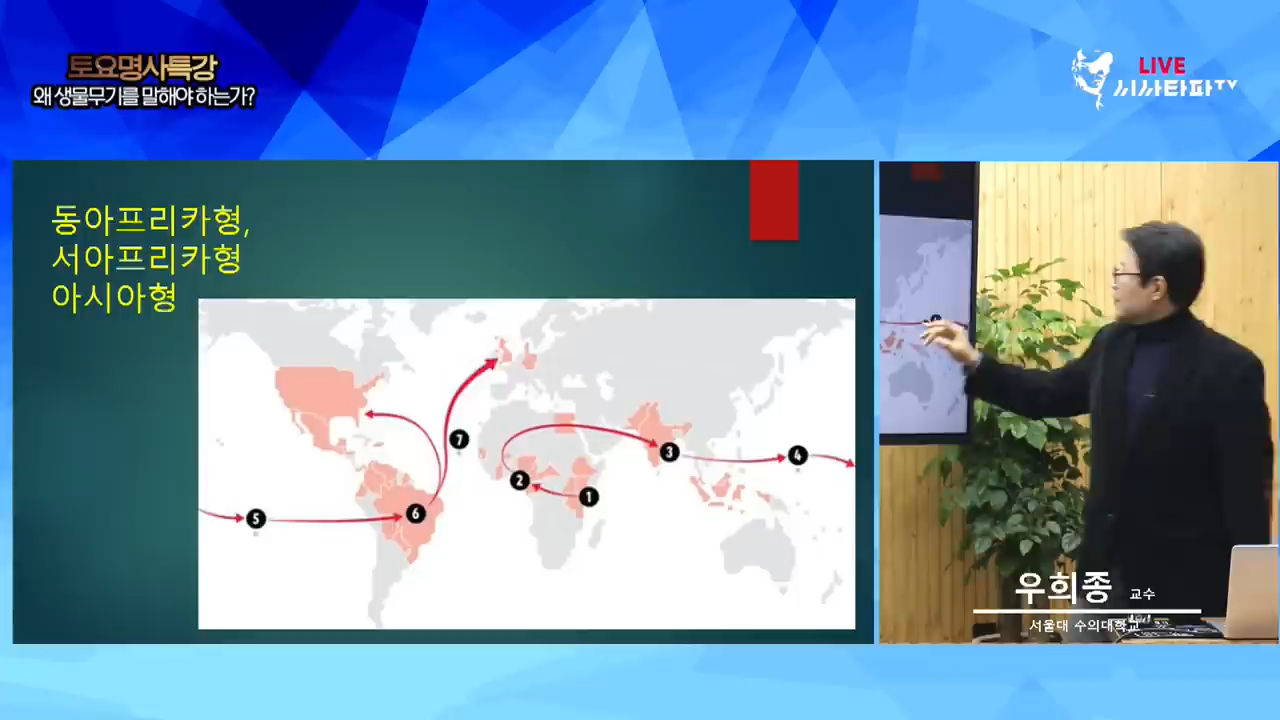 토요명사특강
왜 생물무기를 말해야 하는가?
LIVE
시사타파TV
동아프리카형,
서아프리카형
아시아형
1
2
3
4
5
6
7
우희종 교수
서울대 수의대학교